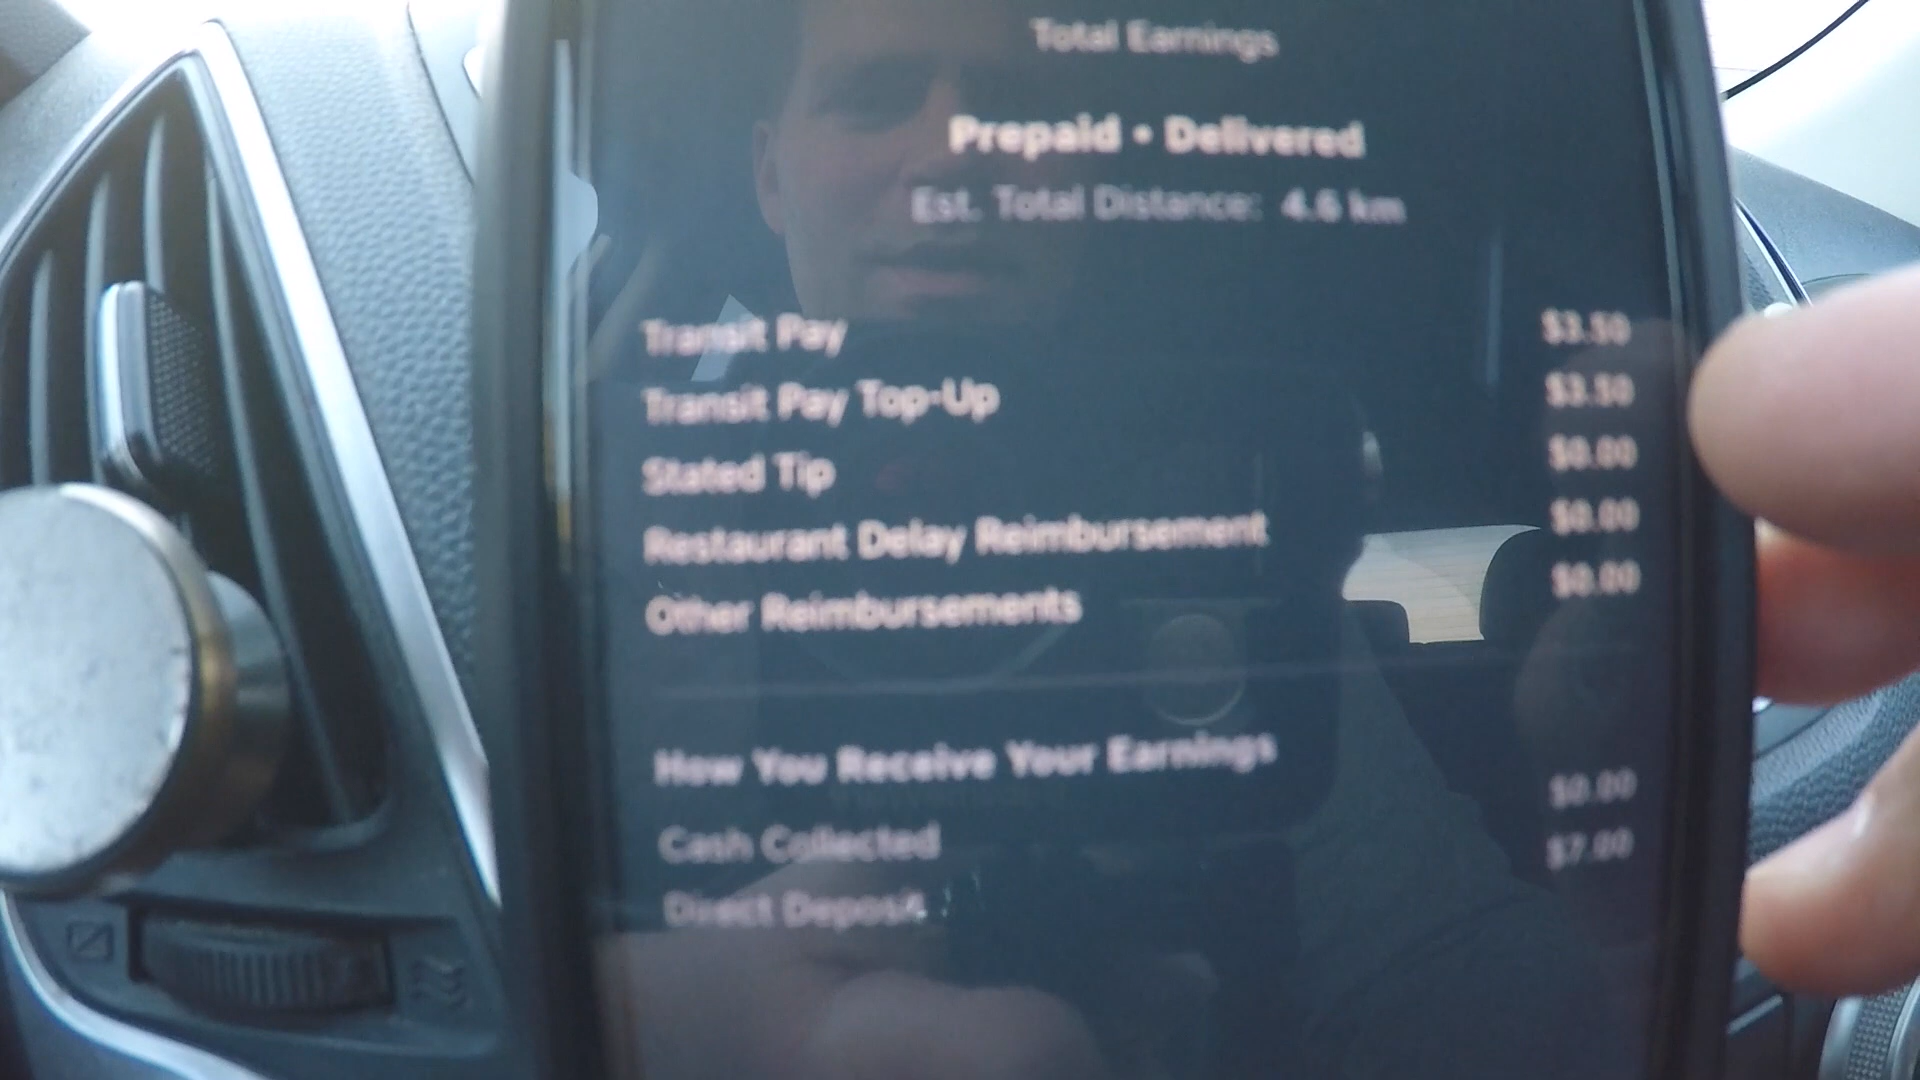 Total Earnings
Prepaid • Delivered
Est. Total Distance: 4.6 km
Transit Pay $3.50
Transit Pay Top-Up $3.50
Stated Tip $0.00
Restaurant Delay Reimbursement $0.00
Other Reimbursements $0.00
How You Receive Your Earnings
Cash Collected $0.00
Direct Deposit $7.00